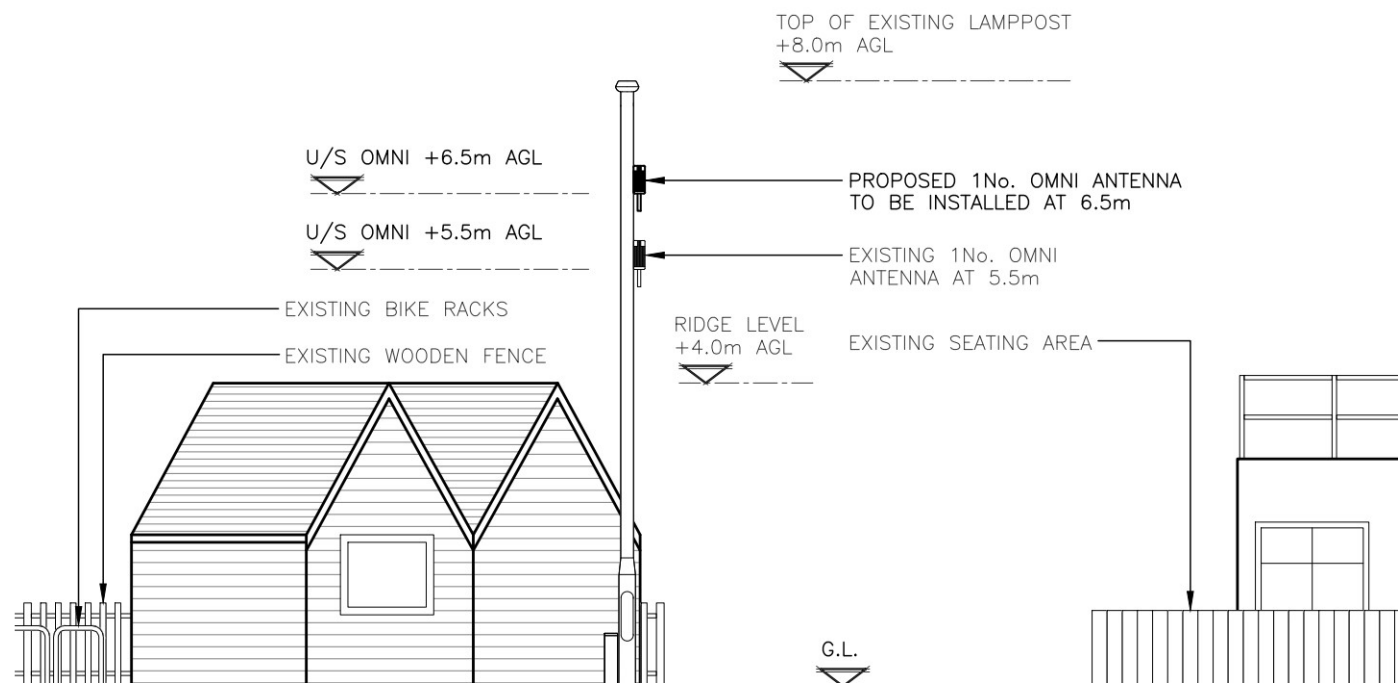 TOP OF EXISTING LAMPPOST
+8.0m AGL
U/S OMNI +6.5m AGL
PROPOSED 1No. OMNI ANTENNA
TO BE INSTALLED AT 6.5m
U/S OMNI +5.5m AGL
EXISTING 1No. OMNI
ANTENNA AT 5.5m
EXISTING BIKE RACKS
RIDGE LEVEL
+4.0m AGL
EXISTING SEATING AREA
EXISTING WOODEN FENCE
G.L.